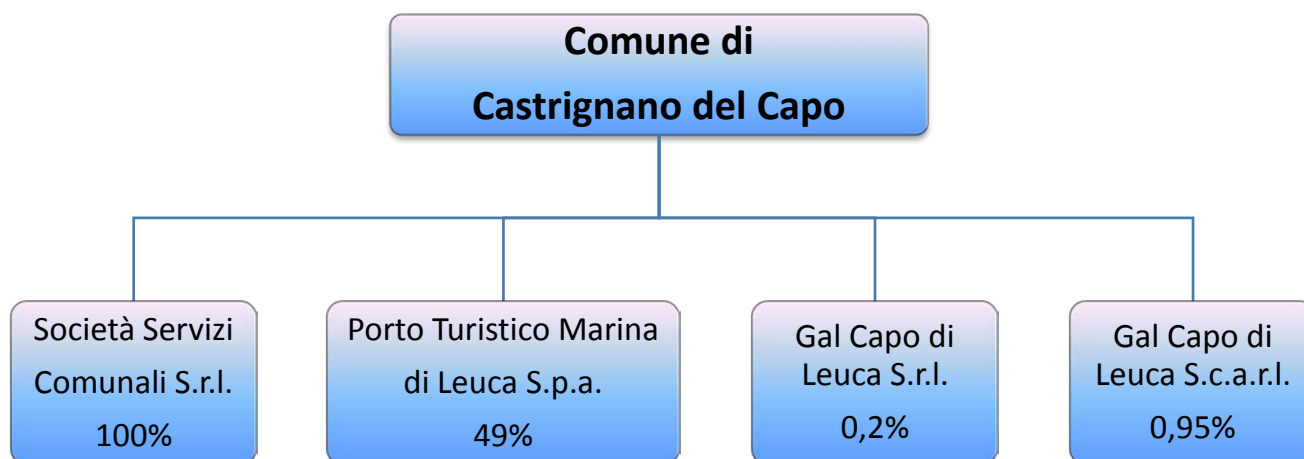 Comune di
Castrignano del Capo
Società Servizi
Comunali S.r.l.
100%
Porto Turistico Marina
di Leuca S.p.a.
49%
Gal Capo di
Leuca S.r.l.
0,2%
Gal Capo di
Leuca S.c.a.r.l.
0,95%